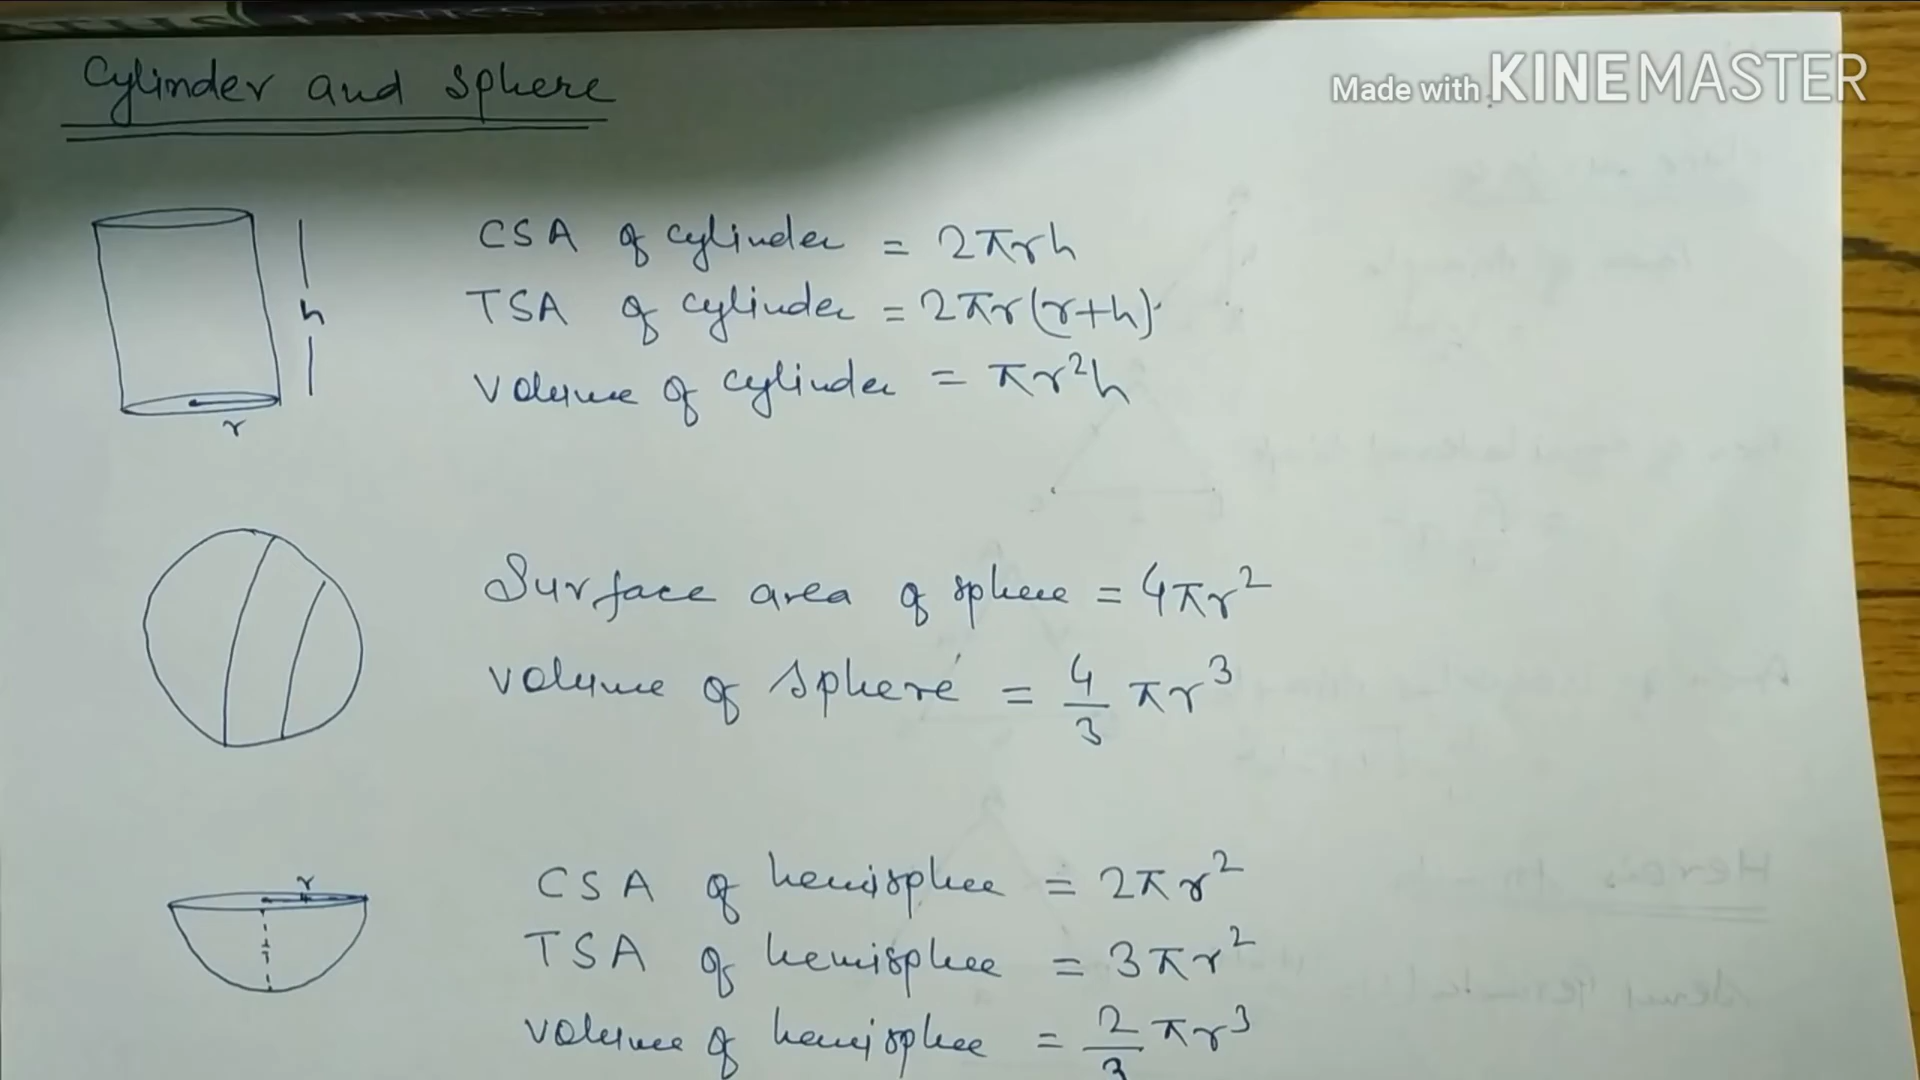 Cylinder and sphere
Made with KINEMASTER
CSA of cylinder = 2πrh
TSA of cylinder = 2πr(r+h)
h
Volume of cylinder = πr²h
r
Surface area of sphere = 4πr²
Volume of sphere = 4/3 πr³
r
CSA of hemisphere = 2πr²
TSA of hemisphere = 3πr²
Volume of hemisphere = 2/3 πr³